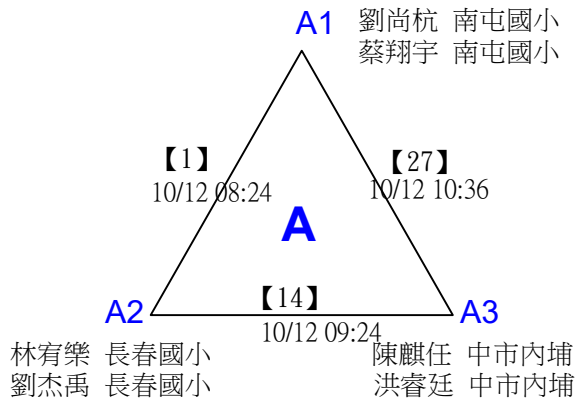 A1 劉尚杭 南屯國小
蔡翔宇 南屯國小
【1】 【27】
10/12 08:24 10/12 10:36
A
A2 【14】 A3
10/12 09:24
林宥樂 長春國小 陳麒任 中市內埔
劉杰禹 長春國小 洪睿廷 中市內埔